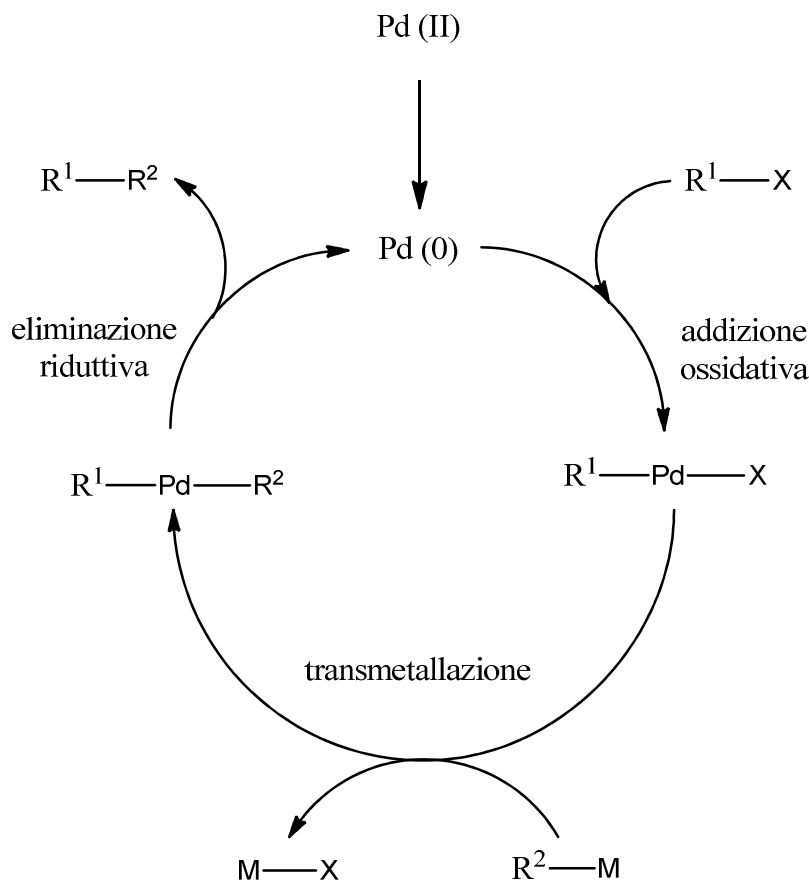 Pd (II)
R¹—R²
R¹—X
Pd (0)
eliminazione
riduttiva
addizione
ossidativa
R¹—Pd—R²
R¹—Pd—X
transmetallazione
M—X
R²—M